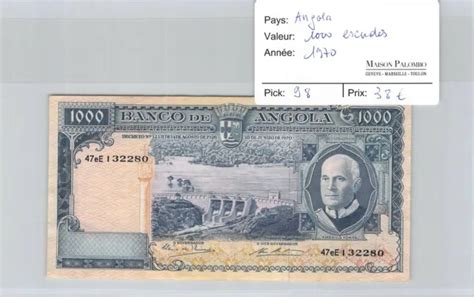 Pays: Angola
Valeur: 1000 escudos
Année: 1970
MAISON PALOMBO
GENÈVE - MARSEILLE - TOULON
Pick: 98
Prix: 38 €
1000 BANCO DE ANGOLA 1000
47eE 132280
47eE 132280